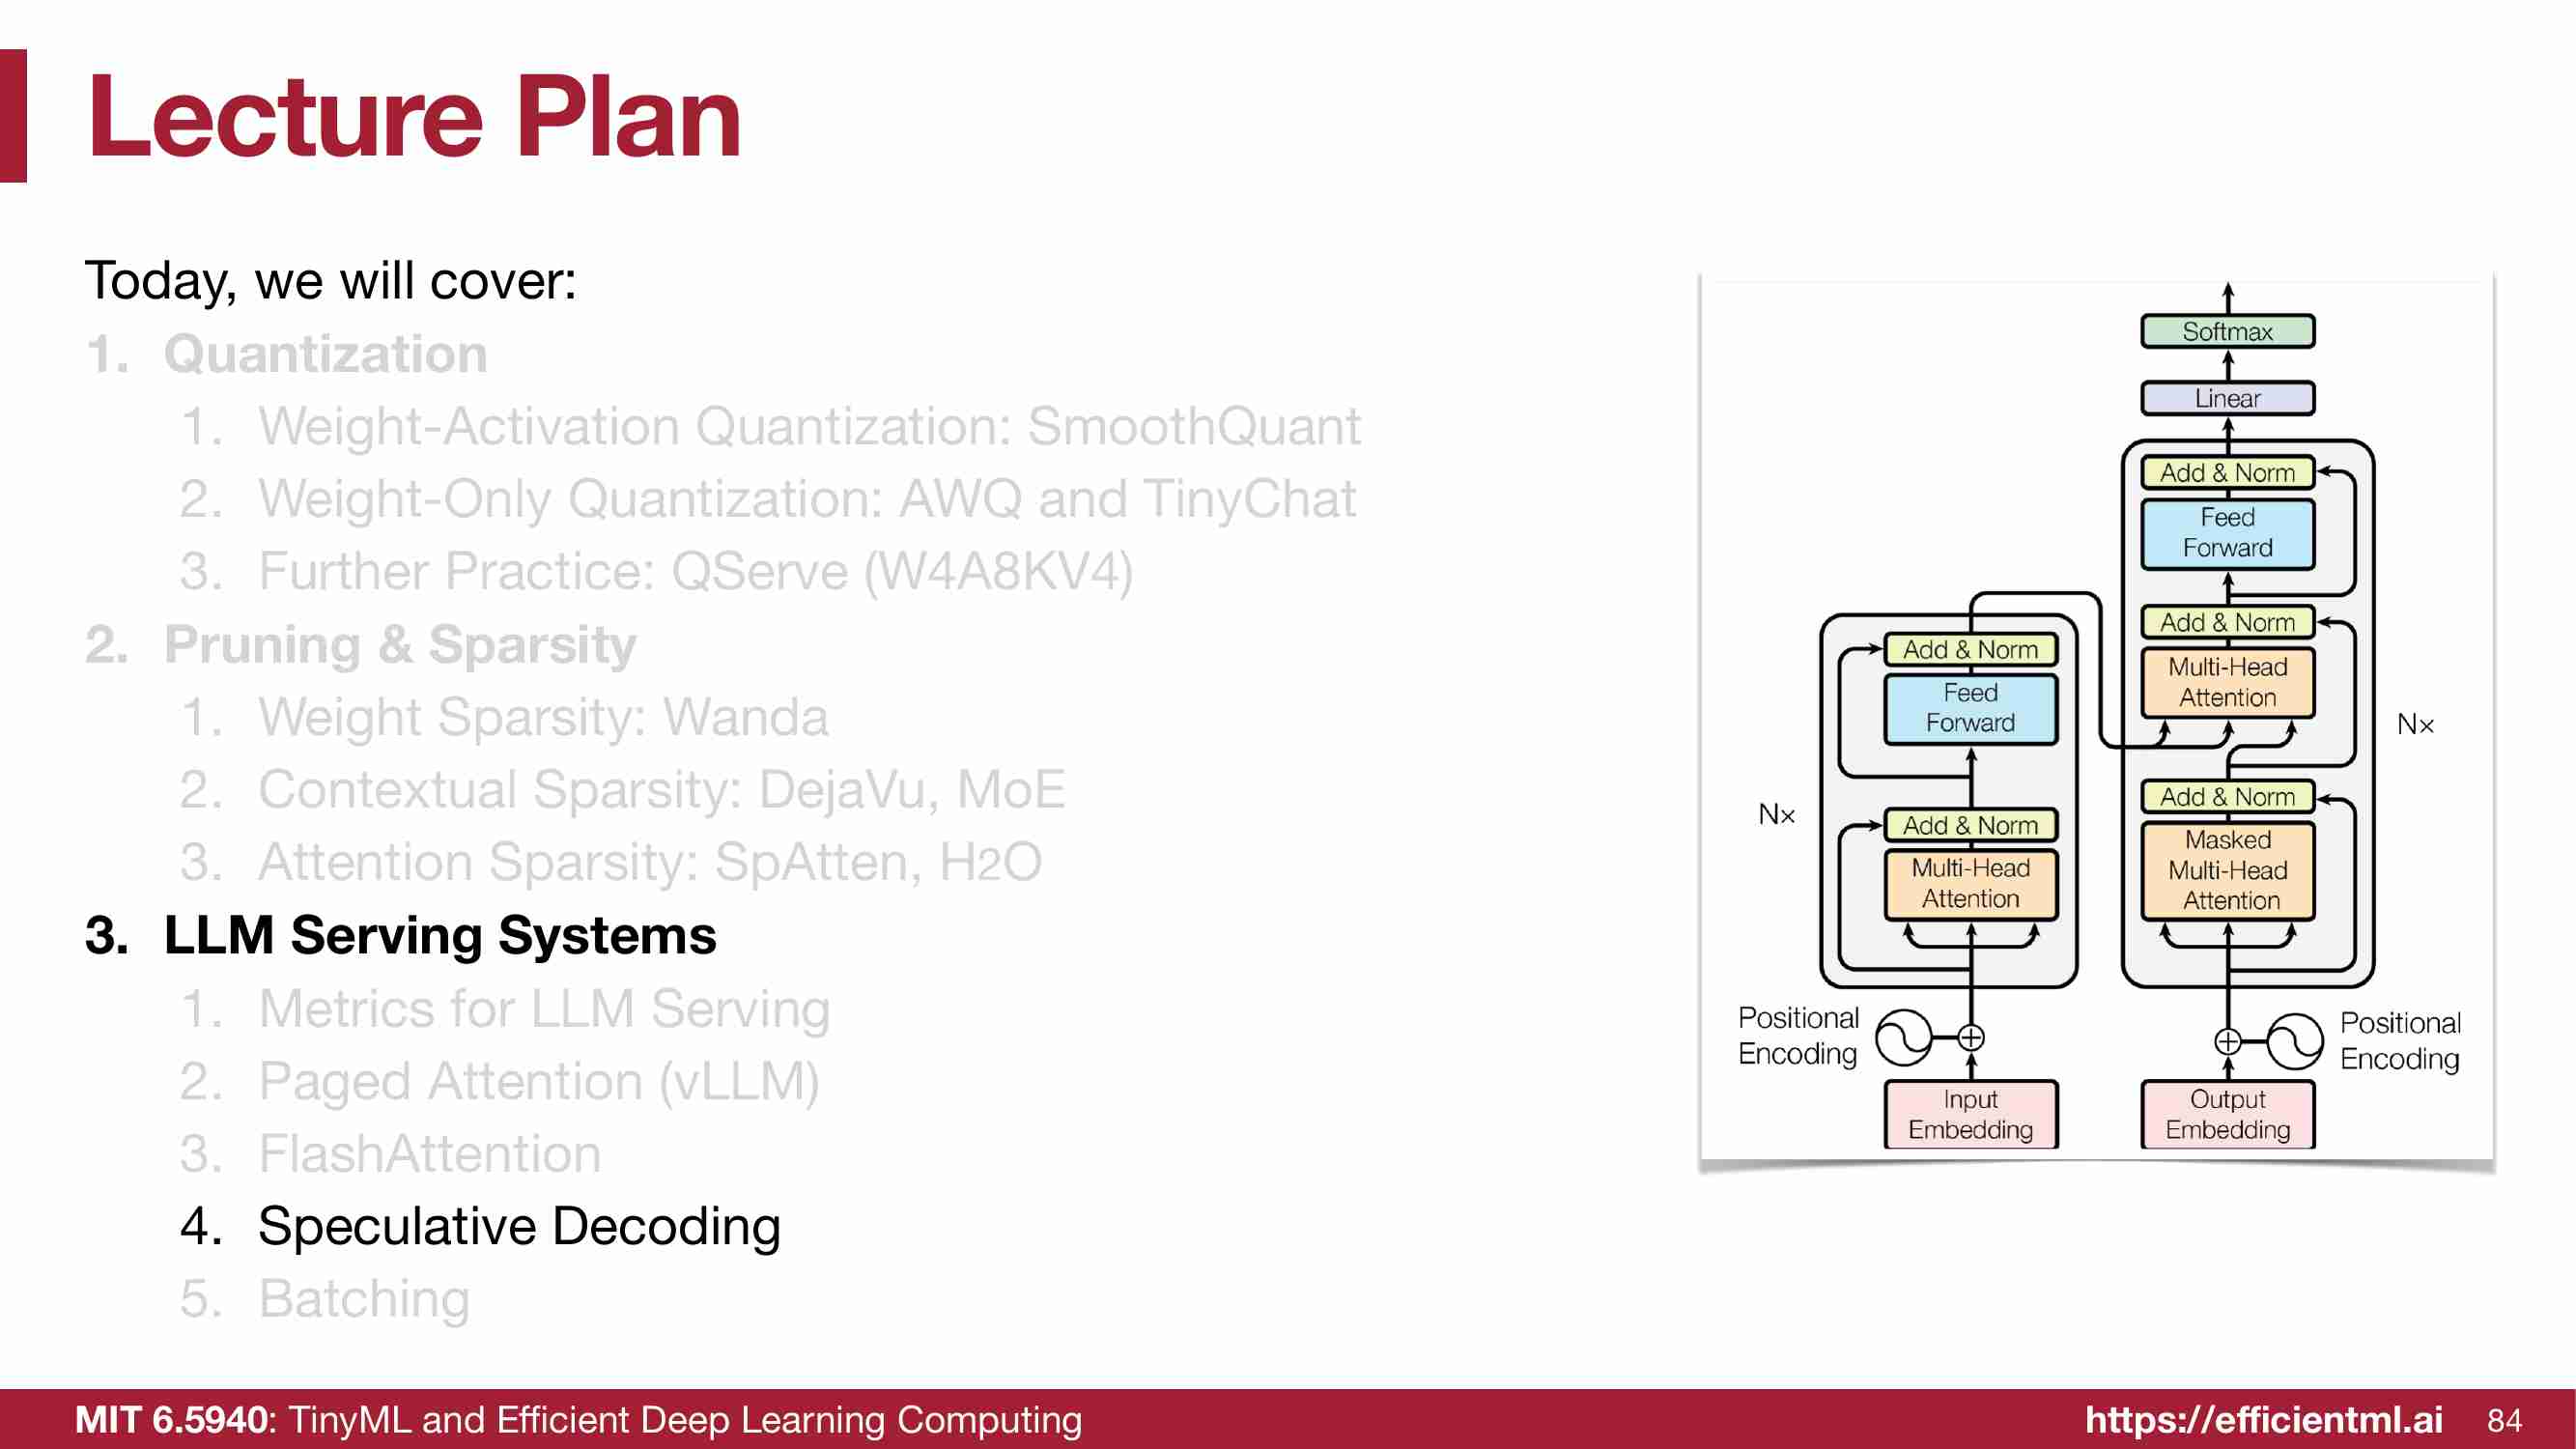 Lecture Plan
Today, we will cover:
1. Quantization
1. Weight-Activation Quantization: SmoothQuant
2. Weight-Only Quantization: AWQ and TinyChat
3. Further Practice: QServe (W4A8KV4)
2. Pruning & Sparsity
1. Weight Sparsity: Wanda
2. Contextual Sparsity: DejaVu, MoE
3. Attention Sparsity: SpAtten, H2O
3. LLM Serving Systems
1. Metrics for LLM Serving
2. Paged Attention (vLLM)
3. FlashAttention
4. Speculative Decoding
5. Batching
Softmax
Linear
Add & Norm
Feed
Forward
Add & Norm
Multi-Head
Attention
Nx
Add & Norm
Masked
Multi-Head
Attention
Positional
Encoding
Output
Embedding
Add & Norm
Feed
Forward
Nx
Add & Norm
Multi-Head
Attention
Positional
Encoding
Input
Embedding
MIT 6.5940: TinyML and Efficient Deep Learning Computing
https://efficientml.ai 84